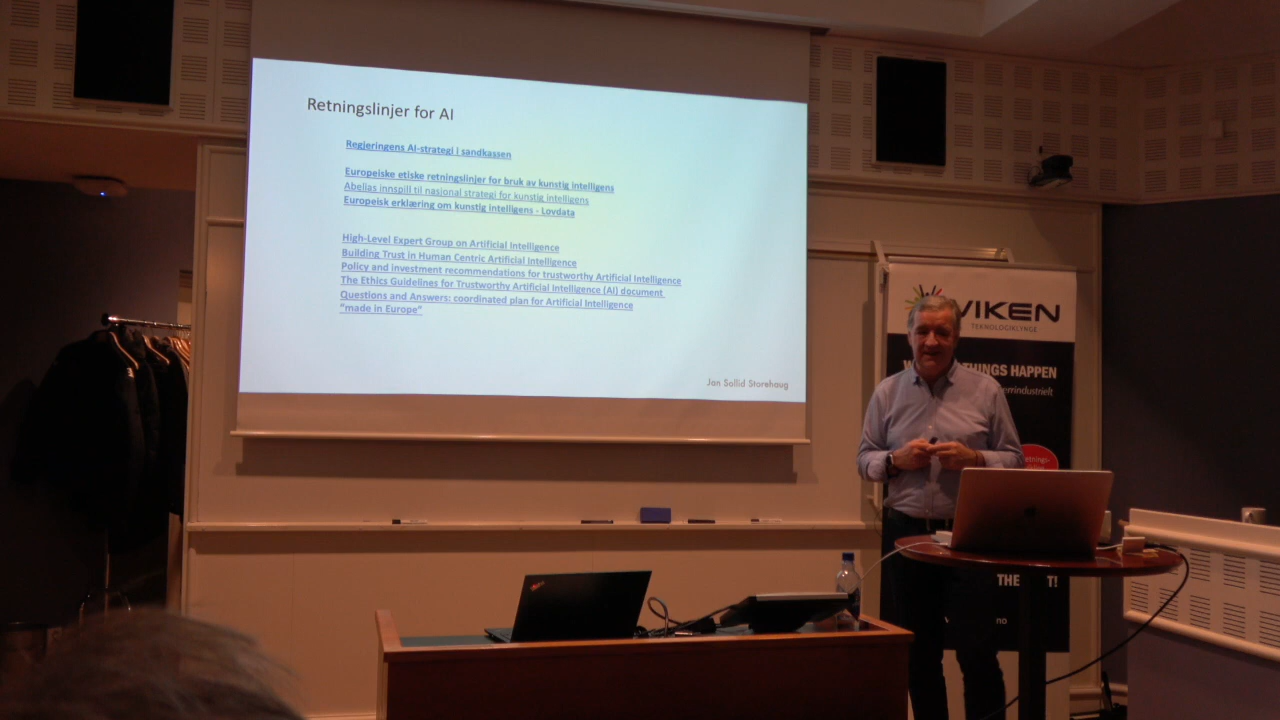 Retningslinjer for AI
Regjeringens AI-strategi i sandkassen
Europeiske etiske retningslinjer for bruk av kunstig intelligens
Abelias innspill til nasjonal strategi for kunstig intelligens
Europeisk erklæring om kunstig intelligens - Lovdata
High-Level Expert Group on Artificial Intelligence
Building Trust in Human Centric Artificial Intelligence
Policy and investment recommendations for trustworthy Artificial Intelligence
The Ethics Guidelines for Trustworthy Artificial Intelligence (AI) document
Questions and Answers: coordinated plan for Artificial Intelligence
"made in Europe"
Jan Sollid Storehaug
VIKEN
TEKNOLOGIKLYNGE
THINGS HAPPEN
no